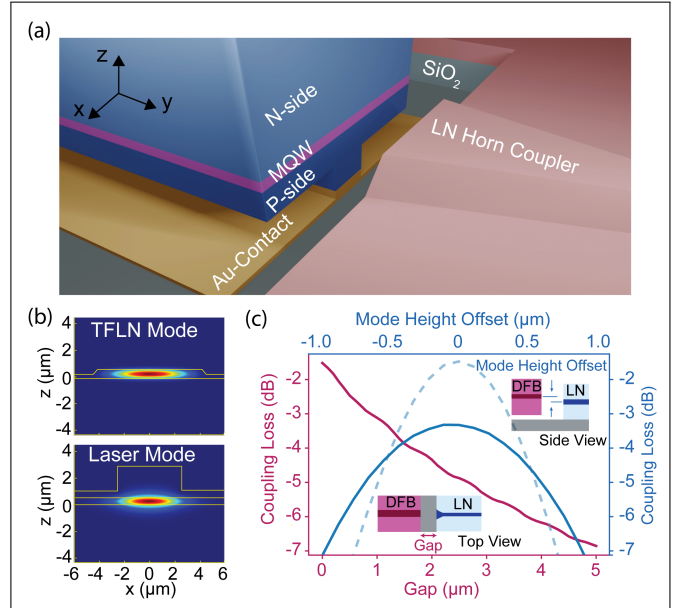 (a)
z
x
y
N-side
MQW
P-side
Au-Contact
SiO2
LN Horn Coupler
(b)
TFLN Mode
z (μm)
4
2
0
-2
-4
Laser Mode
z (μm)
4
2
0
-2
-4
-6 -4 -2 0 2 4 6
x (μm)
(c)
Mode Height Offset (μm)
-1.0 -0.5 0 0.5 1.0
Coupling Loss (dB)
-2
-3
-4
-5
-6
-7
Mode Height Offset
DFB
LN
Side View
DFB
LN
Gap
Top View
0 1 2 3 4 5
Gap (μm)
-2
-3
-4
-5
-6
-7
Coupling Loss (dB)